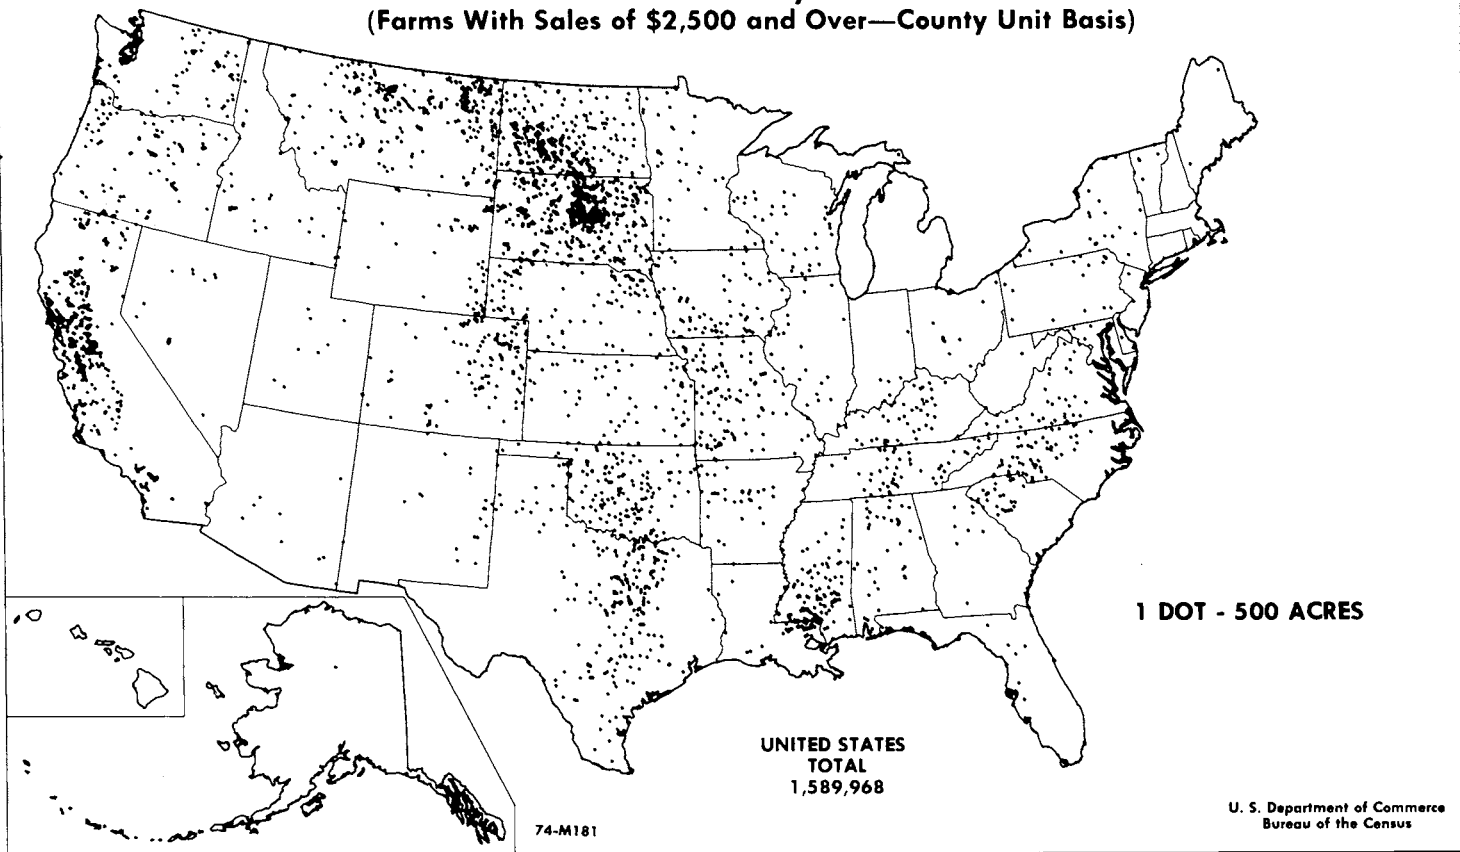 (Farms With Sales of $2,500 and Over—County Unit Basis)
1 DOT - 500 ACRES
UNITED STATES
TOTAL
1,589,968
74-M181
U. S. Department of Commerce
Bureau of the Census